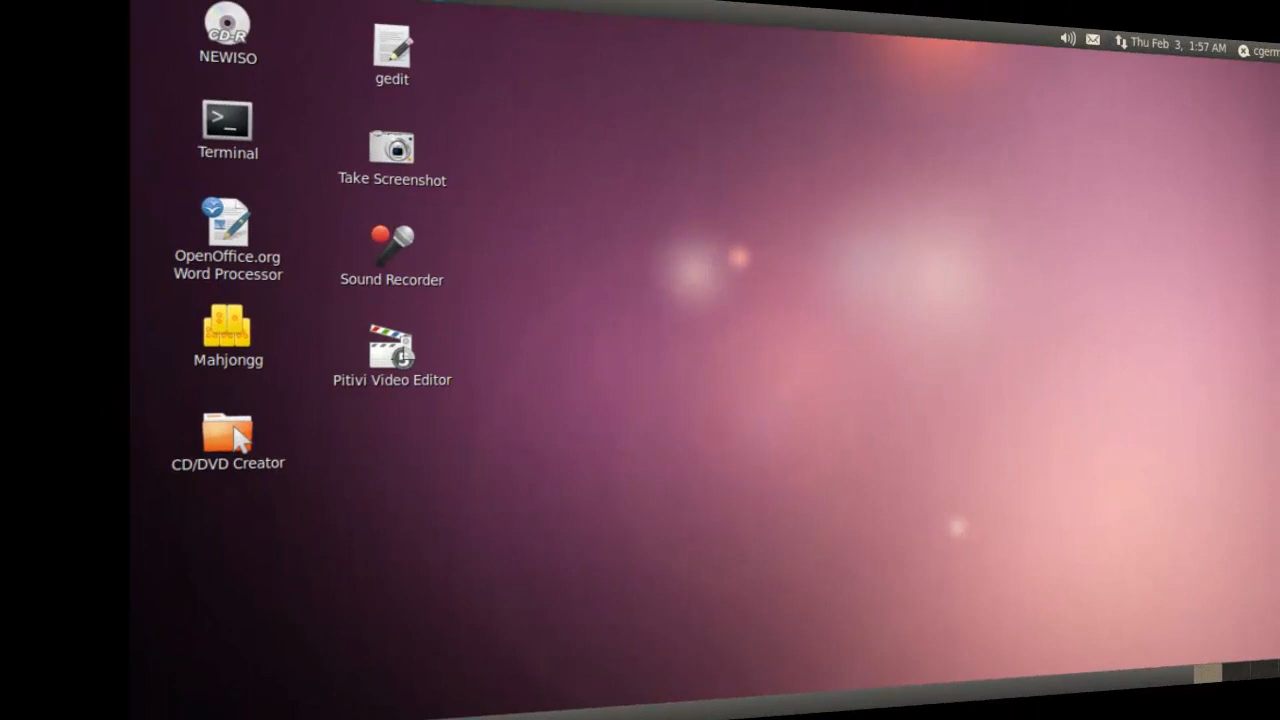 Thu Feb 3, 1:57 AM
cgerm
CD-R
NEWISO
gedit
Terminal
Take Screenshot
OpenOffice.org
Word Processor
Sound Recorder
Mahjongg
Pitivi Video Editor
CD/DVD Creator